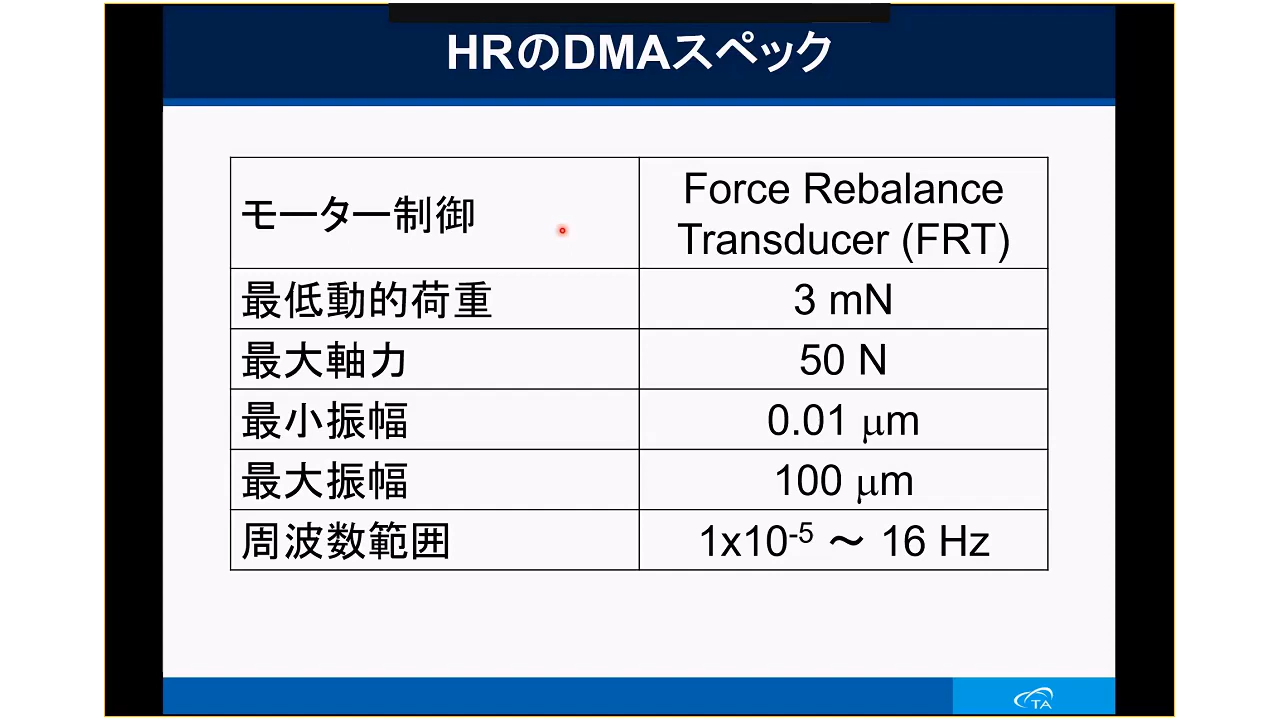 HRのDMAスペック
モーター制御
Force Rebalance
Transducer (FRT)
最低動的荷重
3 mN
最大軸力
50 N
最小振幅
0.01 μm
最大振幅
100 μm
周波数範囲
1x10⁻⁵ ～ 16 Hz
TA